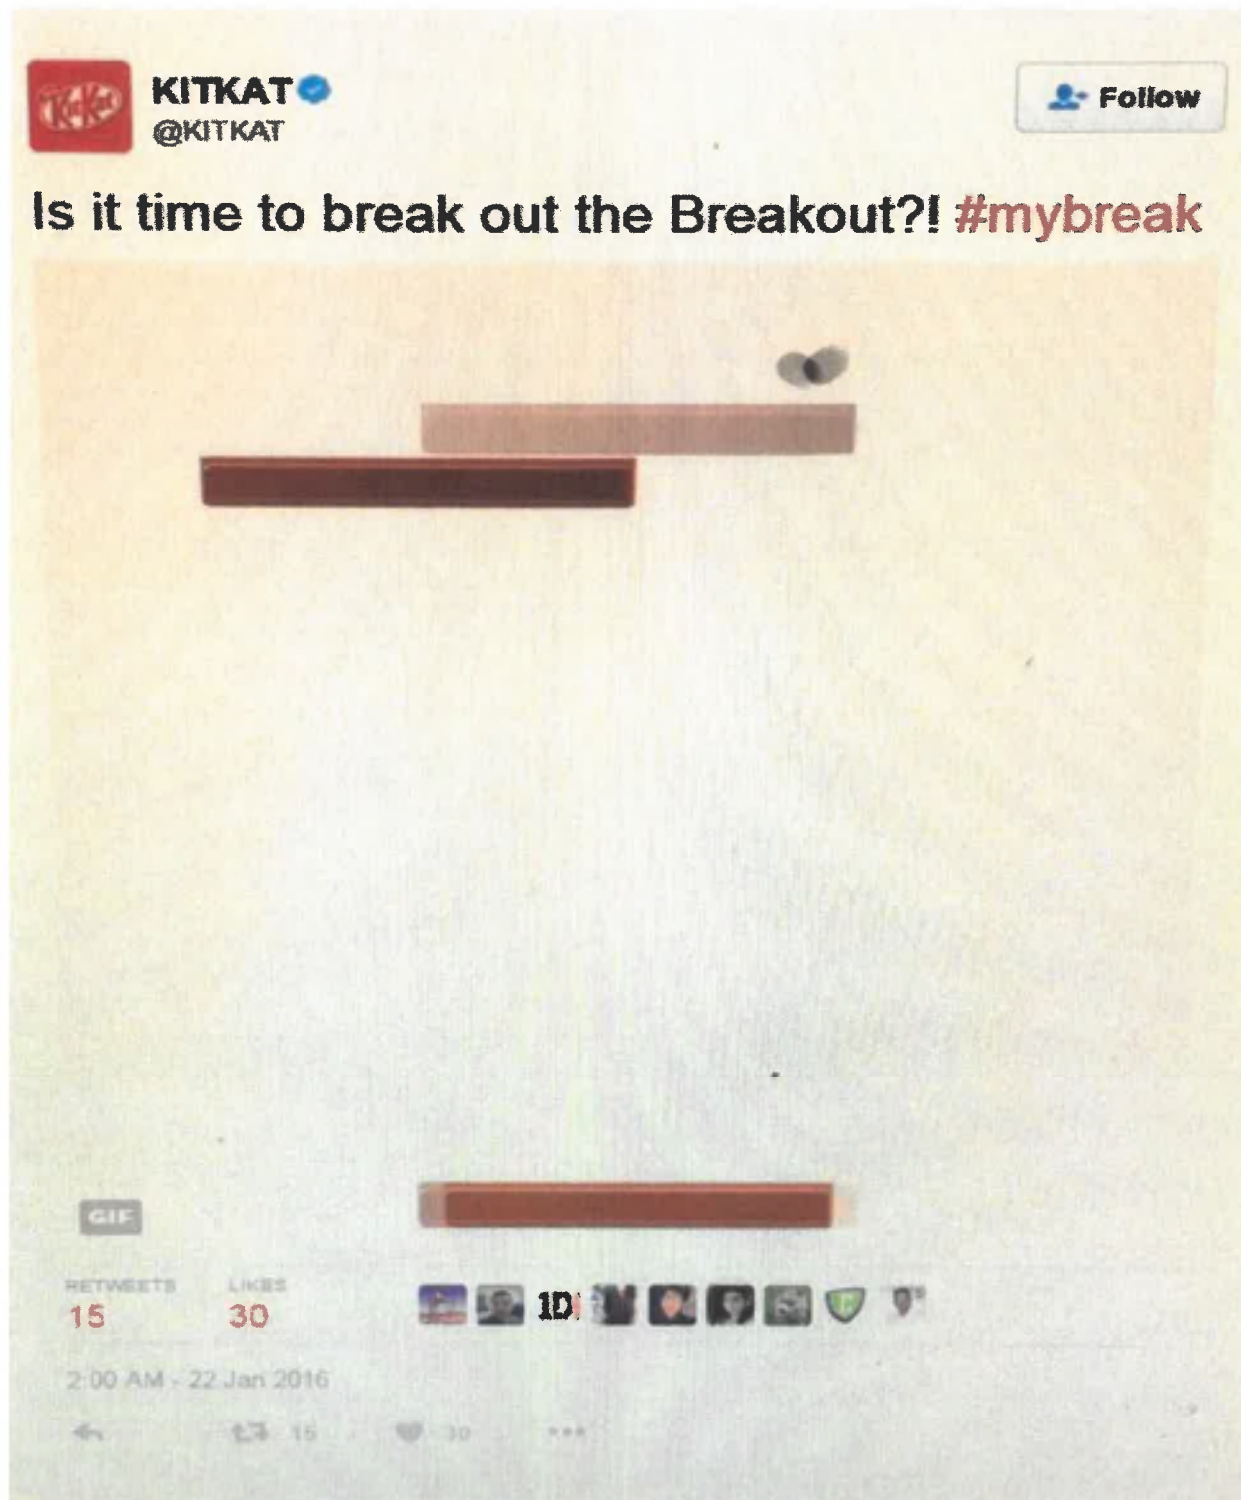 KitKat
KITKAT
@KITKAT
Follow
Is it time to break out the Breakout?! #mybreak
GIF
RETWEETS LIKES
15 30
1D
2:00 AM - 22 Jan 2016
15 30